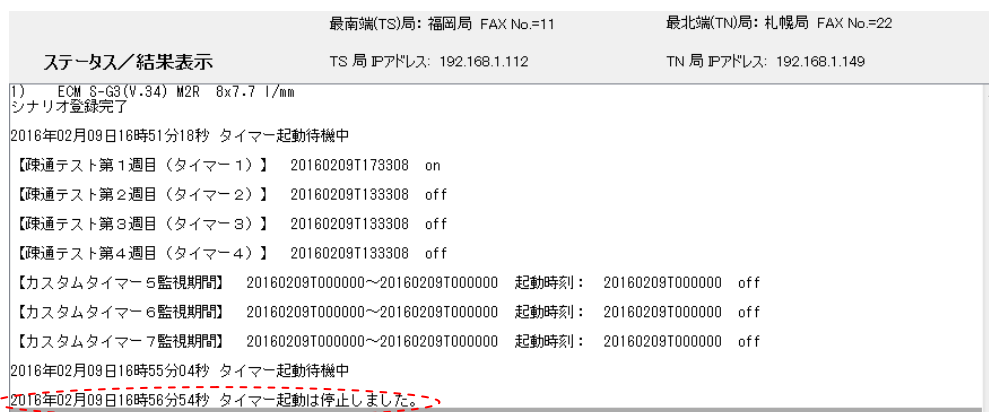 最南端(TS)局: 福岡局 FAX No.=11 最北端(TN)局: 札幌局 FAX No.=22
ステータス／結果表示 TS 局 IPアドレス: 192.168.1.112 TN 局 IPアドレス: 192.168.1.149
1) ECM S-G3(V.34) M2R 8x7.7 l/mm
シナリオ登録完了
2016年02月09日16時51分18秒 タイマー起動待機中
【疎通テスト第１週目（タイマー１）】 20160209T173308 on
【疎通テスト第２週目（タイマー２）】 20160209T133308 off
【疎通テスト第３週目（タイマー３）】 20160209T133308 off
【疎通テスト第４週目（タイマー４）】 20160209T133308 off
【カスタムタイマー５監視期間】 20160209T000000～20160209T000000 起動時刻： 20160209T000000 off
【カスタムタイマー６監視期間】 20160209T000000～20160209T000000 起動時刻： 20160209T000000 off
【カスタムタイマー７監視期間】 20160209T000000～20160209T000000 起動時刻： 20160209T000000 off
2016年02月09日16時55分04秒 タイマー起動待機中
2016年02月09日16時56分54秒 タイマー起動は停止しました。